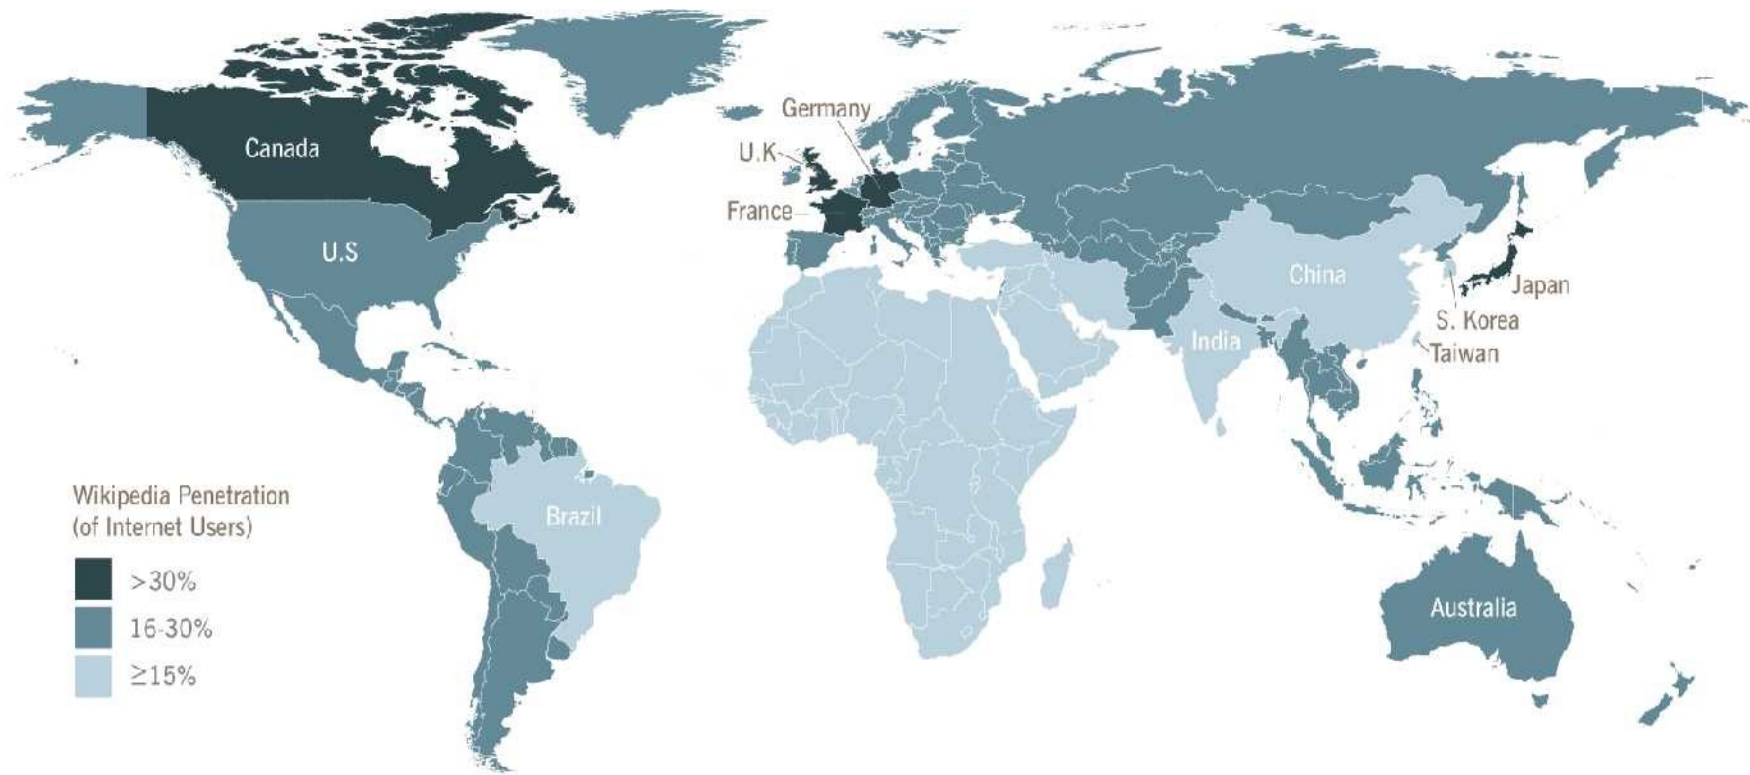 Germany
Canada
U.K
France
U.S
China
Japan
S. Korea
India
Taiwan
Wikipedia Penetration
(of Internet Users)
Brazil
>30%
16-30%
≥15%
Australia